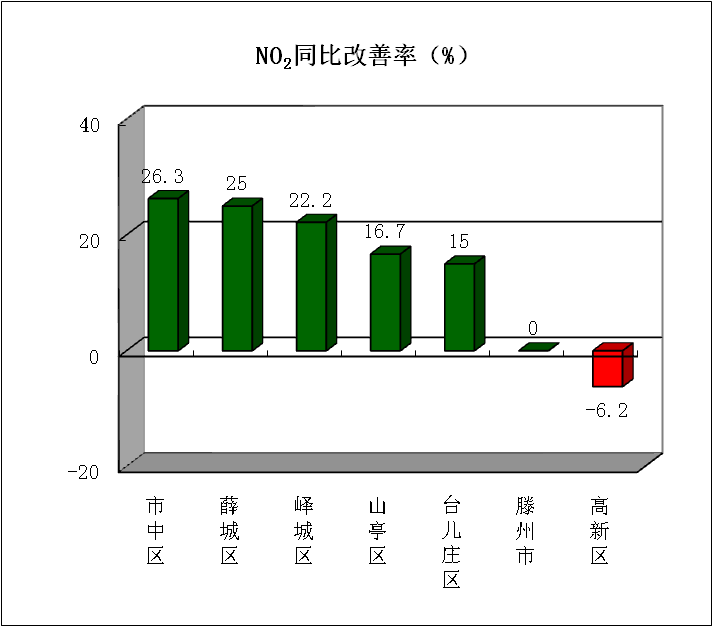 NO₂同比改善率（%）
40
20
0
-20
26.3
25
22.2
16.7
15
0
-6.2
市中区
薛城区
峄城区
山亭区
台儿庄区
滕州市
高新区